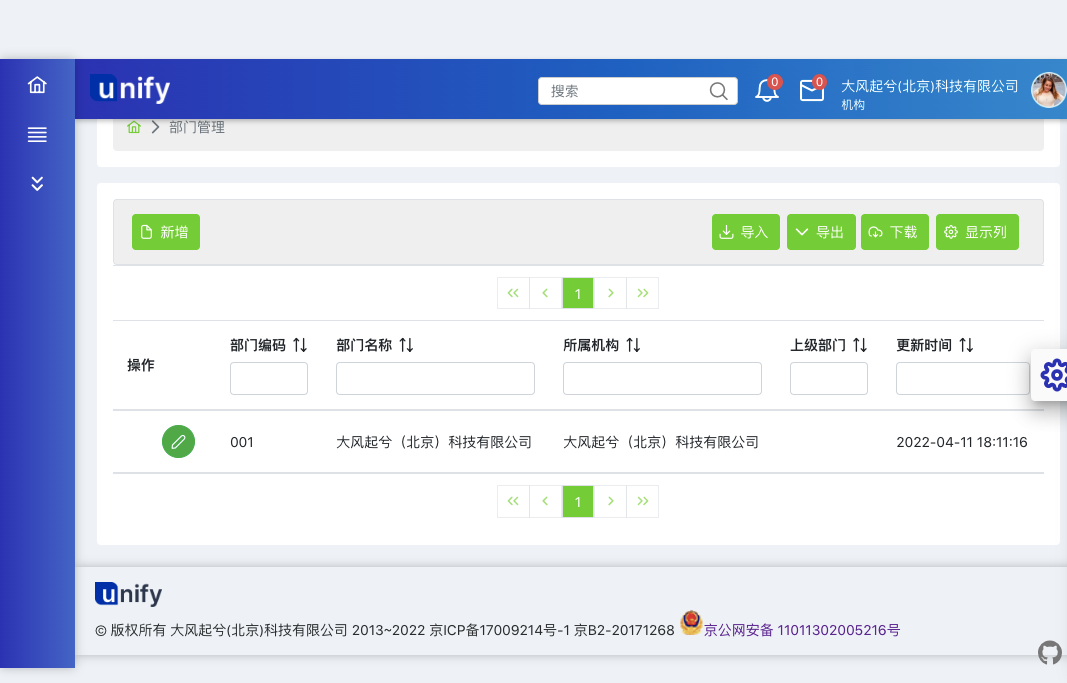 unify
搜索
0
0
大风起兮(北京)科技有限公司
机构
部门管理
新增
导入
导出
下载
显示列
1
操作
部门编码
部门名称
所属机构
上级部门
更新时间
001
大风起兮（北京）科技有限公司
大风起兮（北京）科技有限公司
2022-04-11 18:11:16
1
unify
© 版权所有 大风起兮(北京)科技有限公司 2013~2022 京ICP备17009214号-1 京B2-20171268 京公网安备 11011302005216号